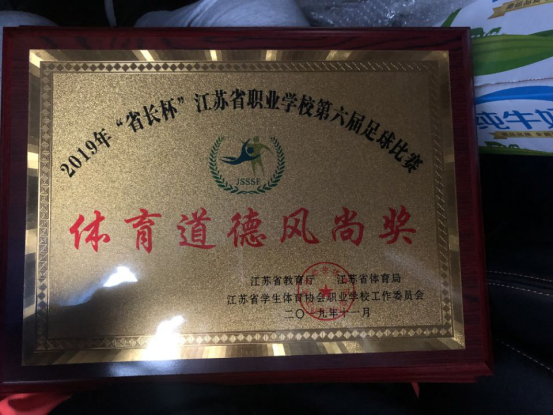 2019年“省长杯”江苏省职业学校第六届足球比赛
JSSSF
体育道德风尚奖
江苏省教育厅 江苏省体育局
江苏省学生体育协会职业学校工作委员会
二〇一九年十一月
纯牛奶